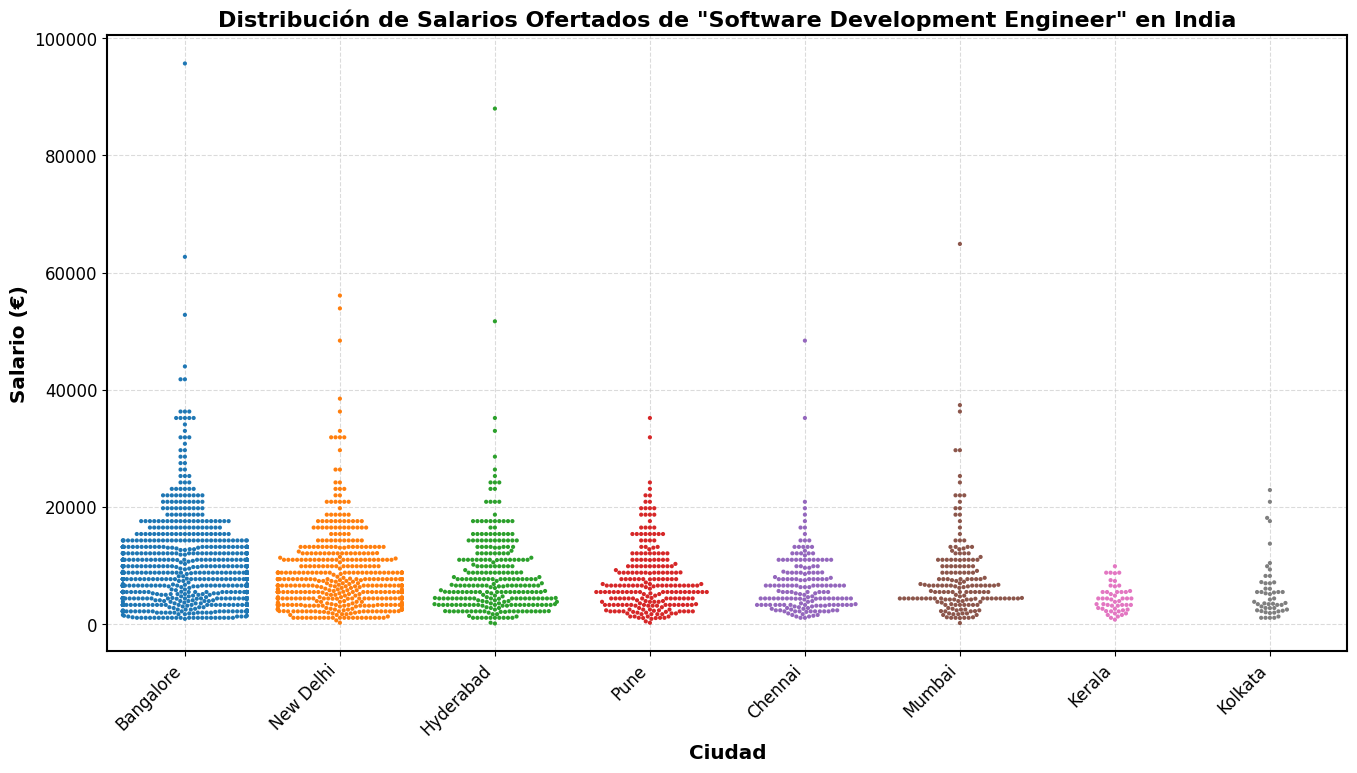 Distribución de Salarios Ofertados de "Software Development Engineer" en India
Salario (€)
100000
80000
60000
40000
20000
0
Bangalore
New Delhi
Hyderabad
Pune
Chennai
Mumbai
Kerala
Kolkata
Ciudad